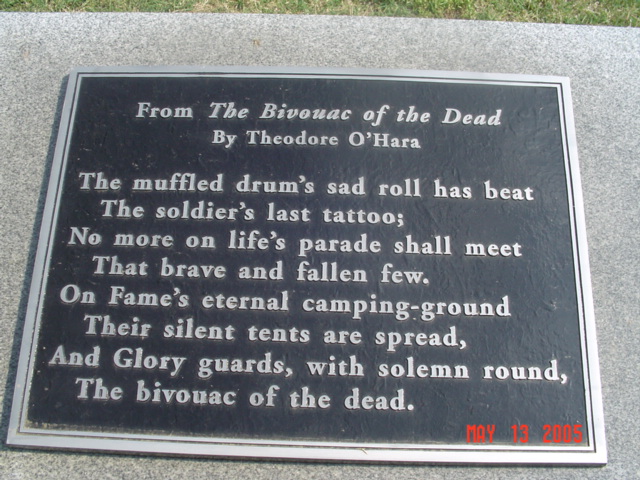 From The Bivouac of the Dead
By Theodore O'Hara
The muffled drum's sad roll has beat
The soldier's last tattoo;
No more on life's parade shall meet
That brave and fallen few.
On Fame's eternal camping-ground
Their silent tents are spread,
And Glory guards, with solemn round,
The bivouac of the dead.
MAY 13 2005